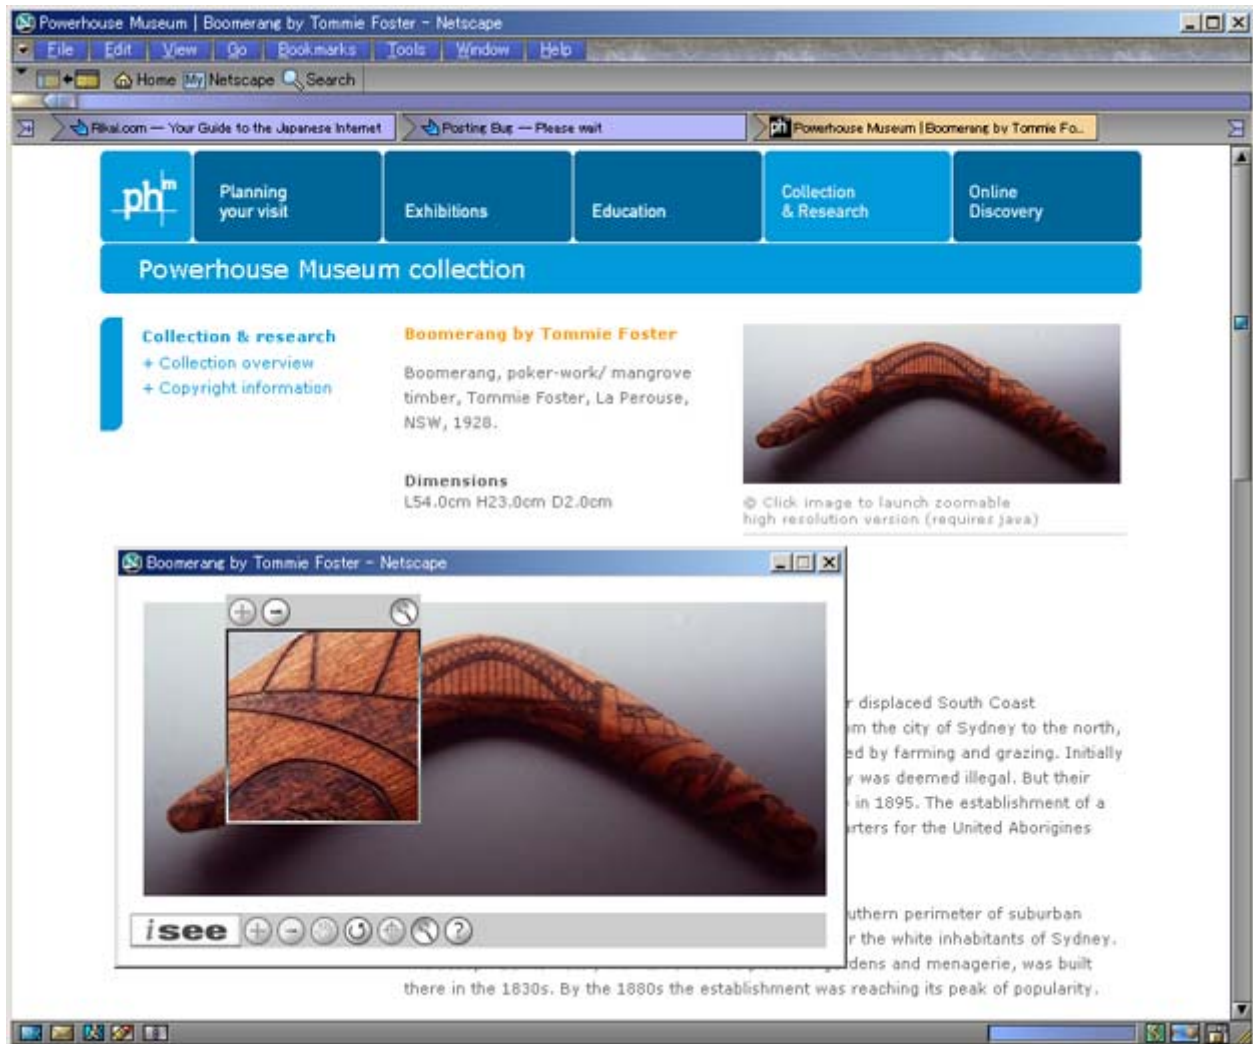 Powerhouse Museum | Boomerang by Tommie Foster - Netscape
File Edit View Go Bookmarks Tools Window Help
Home My Netscape Search
Rikai.com — Your Guide to the Japanese Internet
Posting Bug — Please wait
ph Powerhouse Museum | Boomerang by Tommie Fo...
phm
Planning
your visit
Exhibitions
Education
Collection
& Research
Online
Discovery
Powerhouse Museum collection
Collection & research
+ Collection overview
+ Copyright information
Boomerang by Tommie Foster
Boomerang, poker-work/ mangrove
timber, Tommie Foster, La Perouse,
NSW, 1928.
Dimensions
L54.0cm H23.0cm D2.0cm
Click image to launch zoomable
high resolution version (requires java)
Boomerang by Tommie Foster - Netscape
isee
r displaced South Coast
m the city of Sydney to the north,
ed by farming and grazing. Initially
y was deemed illegal. But their
in 1895. The establishment of a
rters for the United Aborigines
uthern perimeter of suburban
r the white inhabitants of Sydney.
dens and menagerie, was built
there in the 1830s. By the 1880s the establishment was reaching its peak of popularity.